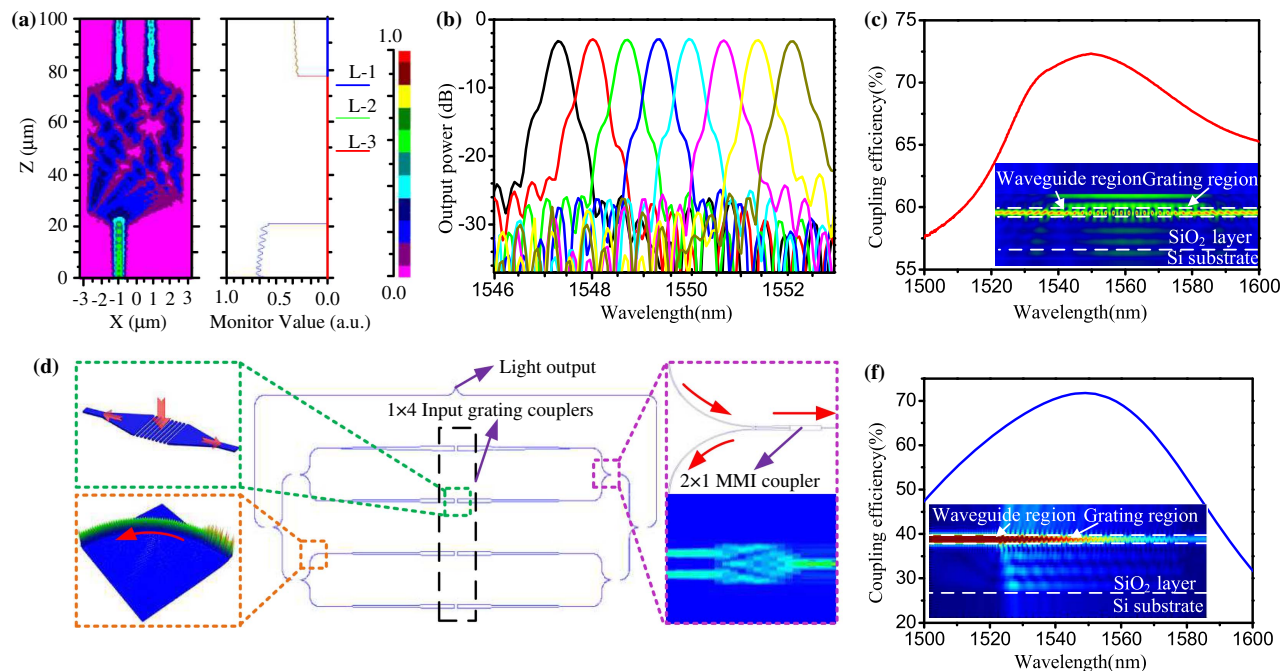 (a)
100
80
60
40
20
0
Z (μm)
-3 -2 -1 0 1 2 3
X (μm)
1.0 0.5 0.0
Monitor Value (a.u.)
L-1
L-2
L-3
1.0
0.0
(b)
0
-10
-20
-30
Output power (dB)
1546 1548 1550 1552
Wavelength(nm)
(c)
75
70
65
60
55
Coupling efficiency(%)
Waveguide region Grating region
SiO₂ layer
Si substrate
1500 1520 1540 1560 1580 1600
Wavelength(nm)
(d)
Light output
1×4 Input grating couplers
2×1 MMI coupler
(f)
70
60
50
40
30
20
Coupling efficiency(%)
Waveguide region Grating region
SiO₂ layer
Si substrate
1500 1520 1540 1560 1580 1600
Wavelength(nm)